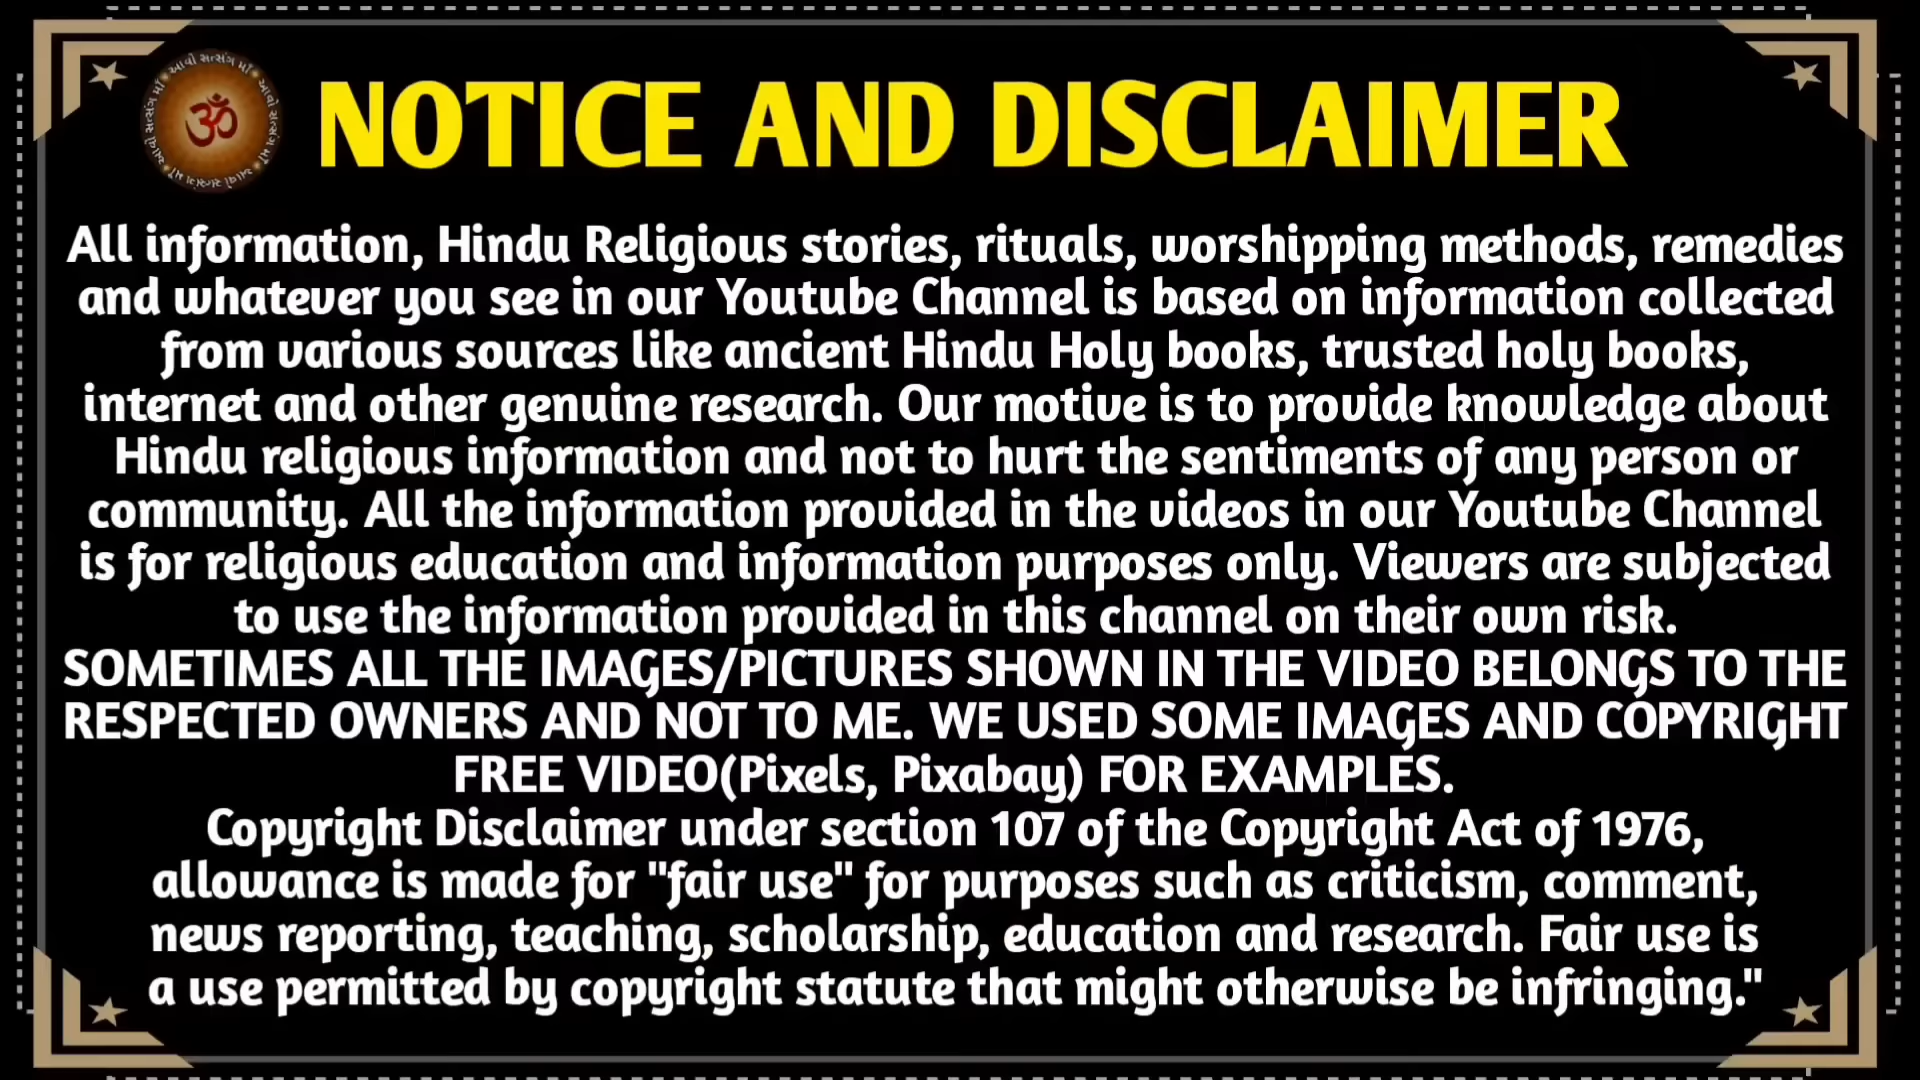 આવો સત્સંગ માઁ આવો સત્સંગ માઁ આવો સત્સંગ માઁ આવો સત્સંગ માઁ
NOTICE AND DISCLAIMER
All information, Hindu Religious stories, rituals, worshipping methods, remedies
and whatever you see in our Youtube Channel is based on information collected
from various sources like ancient Hindu Holy books, trusted holy books,
internet and other genuine research. Our motive is to provide knowledge about
Hindu religious information and not to hurt the sentiments of any person or
community. All the information provided in the videos in our Youtube Channel
is for religious education and information purposes only. Viewers are subjected
to use the information provided in this channel on their own risk.
SOMETIMES ALL THE IMAGES/PICTURES SHOWN IN THE VIDEO BELONGS TO THE
RESPECTED OWNERS AND NOT TO ME. WE USED SOME IMAGES AND COPYRIGHT
FREE VIDEO(Pixels, Pixabay) FOR EXAMPLES.
Copyright Disclaimer under section 107 of the Copyright Act of 1976,
allowance is made for "fair use" for purposes such as criticism, comment,
news reporting, teaching, scholarship, education and research. Fair use is
a use permitted by copyright statute that might otherwise be infringing."